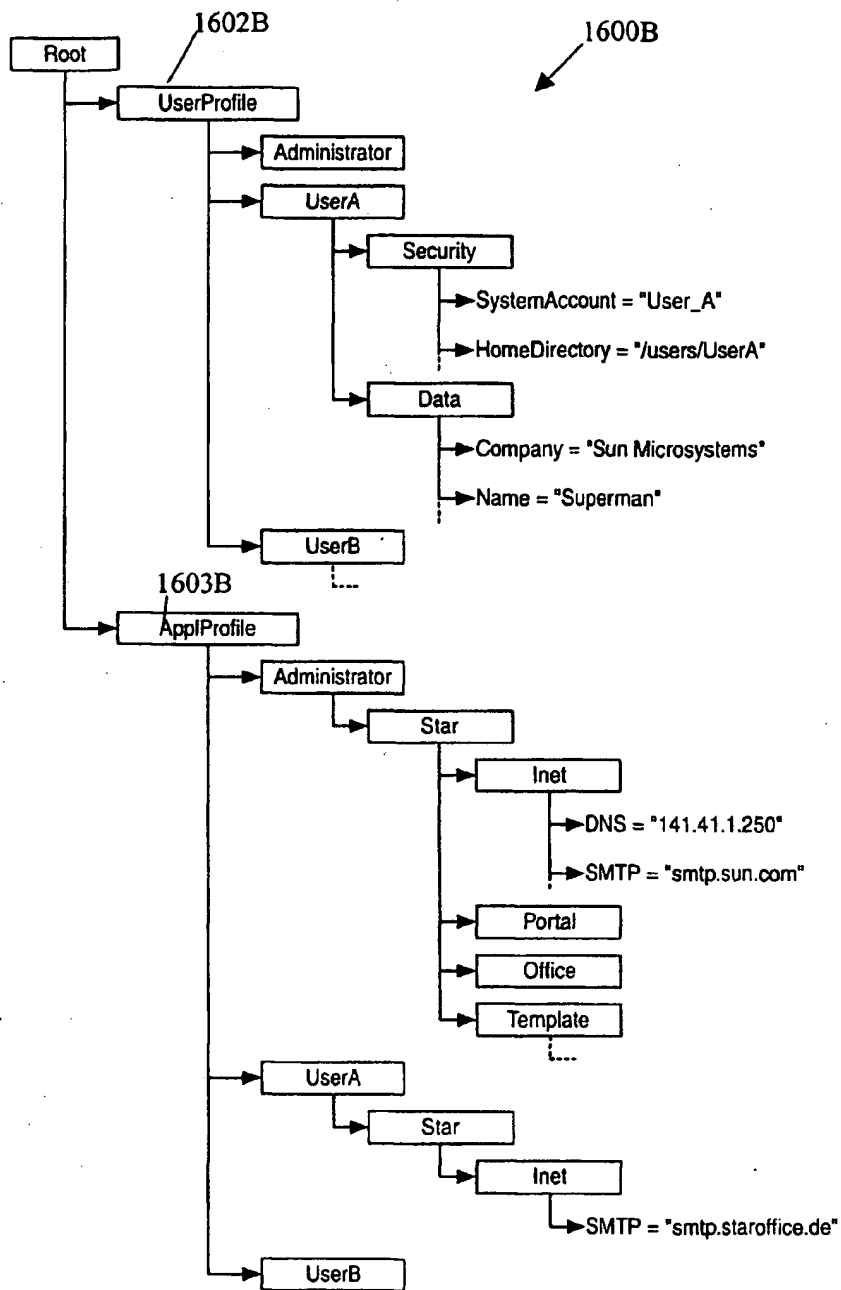 1602B
1600B
Root
UserProfile
Administrator
UserA
Security
SystemAccount = "User_A"
HomeDirectory = "/users/UserA"
Data
Company = "Sun Microsystems"
Name = "Superman"
UserB
1603B
ApplProfile
Administrator
Star
Inet
DNS = "141.41.1.250"
SMTP = "smtp.sun.com"
Portal
Office
Template
UserA
Star
Inet
SMTP = "smtp.staroffice.de"
UserB